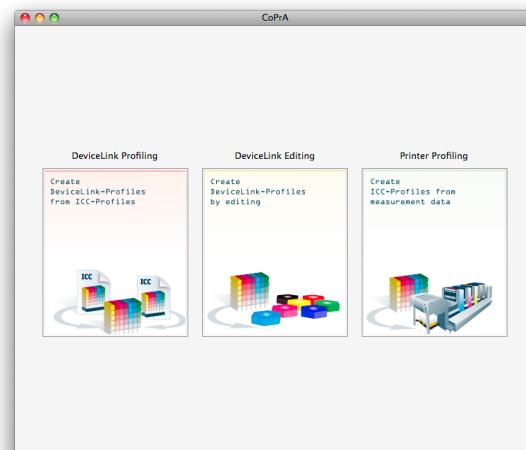 CoPrA
DeviceLink Profiling
Create
DeviceLink-Profiles
from ICC-Profiles
ICC
ICC
DeviceLink Editing
Create
DeviceLink-Profiles
by editing
Printer Profiling
Create
ICC-Profiles from
measurement data